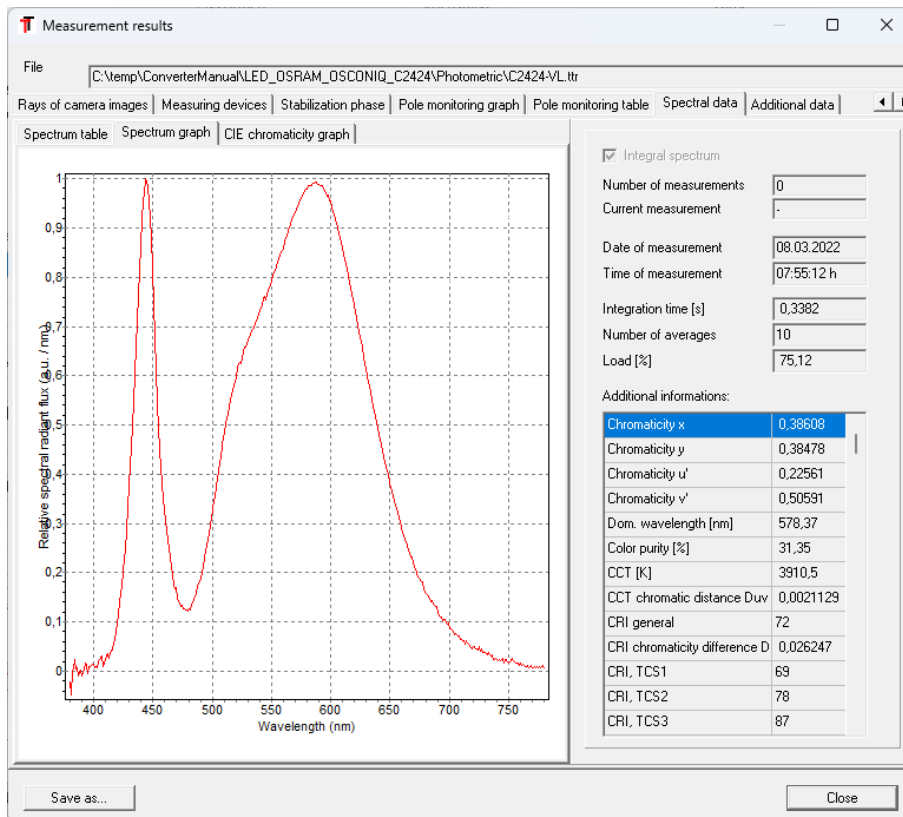 Measurement results
File
C:\temp\ConverterManual\LED_OSRAM_OSCONIQ_C2424\Photometric\C2424-VL.ttr
Rays of camera images Measuring devices Stabilization phase Pole monitoring graph Pole monitoring table Spectral data Additional data
Spectrum table Spectrum graph CIE chromaticity graph
Relative spectral radiant flux (a.u. / nm)
1
0,9
0,8
0,7
0,6
0,5
0,4
0,3
0,2
0,1
0
400 450 500 550 600 650 700 750
Wavelength (nm)
Integral spectrum
Number of measurements 0
Current measurement -
Date of measurement 08.03.2022
Time of measurement 07:55:12 h
Integration time [s] 0,3382
Number of averages 10
Load [%] 75,12
Additional informations:
Chromaticity x 0,38608
Chromaticity y 0,38478
Chromaticity u' 0,22561
Chromaticity v' 0,50591
Dom. wavelength [nm] 578,37
Color purity [%] 31,35
CCT [K] 3910,5
CCT chromatic distance Duv 0,0021129
CRI general 72
CRI chromaticity difference D 0,026247
CRI, TCS1 69
CRI, TCS2 78
CRI, TCS3 87
Save as...
Close